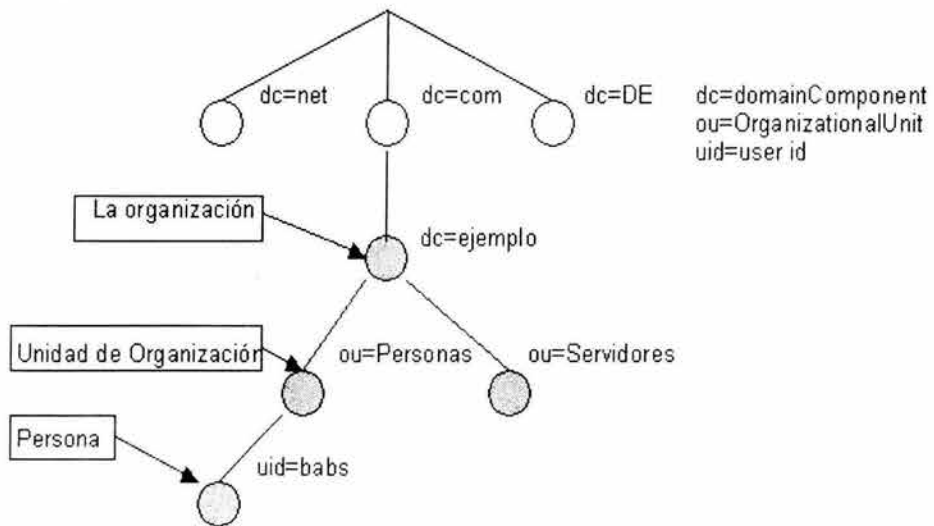 dc=net
dc=com
dc=DE
dc=domainComponent
ou=OrganizationalUnit
uid=user id
La organización
dc=ejemplo
Unidad de Organización
ou=Personas
ou=Servidores
Persona
uid=babs